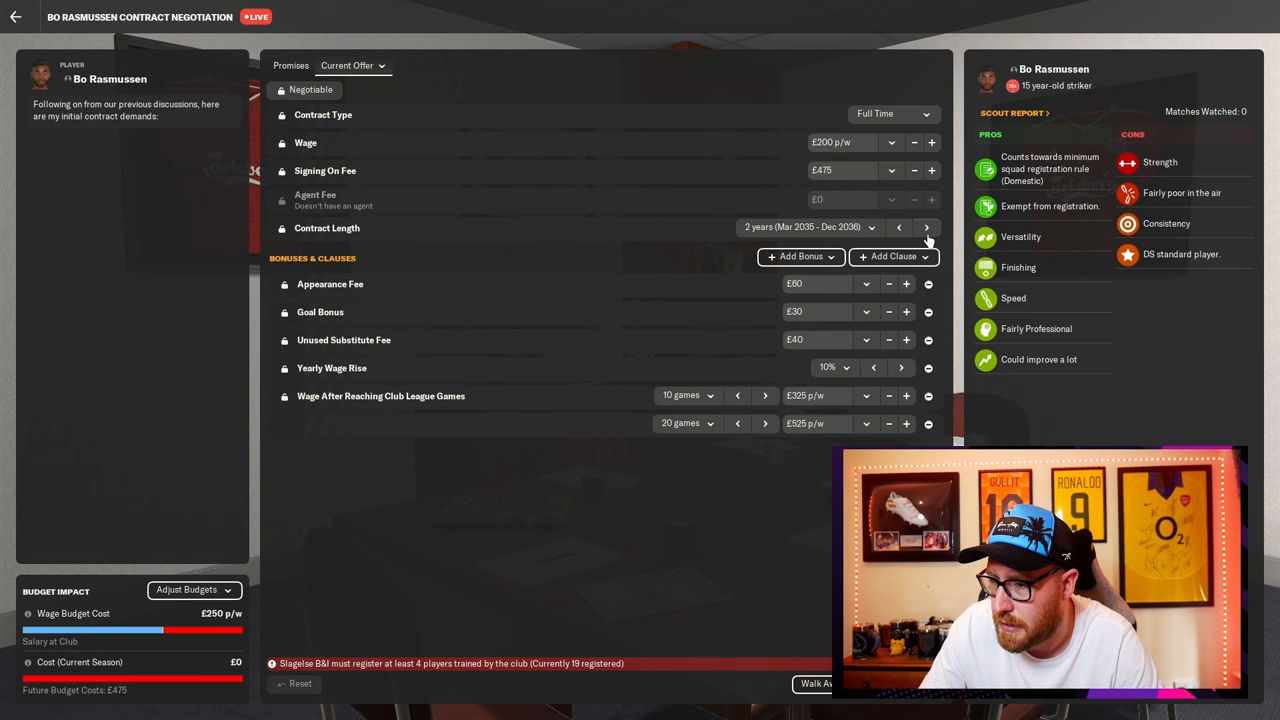 BO RASMUSSEN CONTRACT NEGOTIATION
LIVE
PLAYER
Bo Rasmussen
Following on from our previous discussions, here
are my initial contract demands:
Promises
Current Offer
Negotiable
Contract Type
Full Time
Wage
£200 p/w
Signing On Fee
£475
Agent Fee
Doesn't have an agent
£0
Contract Length
2 years (Mar 2035 - Dec 2036)
BONUSES & CLAUSES
+ Add Bonus
+ Add Clause
Appearance Fee
£60
Goal Bonus
£30
Unused Substitute Fee
£40
Yearly Wage Rise
10%
Wage After Reaching Club League Games
10 games
£325 p/w
20 games
£525 p/w
Slagelse B&I must register at least 4 players trained by the club (Currently 19 registered)
Reset
Walk Aw
Bo Rasmussen
15 year-old striker
SCOUT REPORT >
Matches Watched: 0
PROS
Counts towards minimum
squad registration rule
(Domestic)
Exempt from registration.
Versatility
Finishing
Speed
Fairly Professional
Could improve a lot
CONS
Strength
Fairly poor in the air
Consistency
DS standard player.
BUDGET IMPACT
Adjust Budgets
Wage Budget Cost
£250 p/w
Salary at Club
Cost (Current Season)
£0
Future Budget Costs: £475
GULLIT
10
RONALDO
9
O2